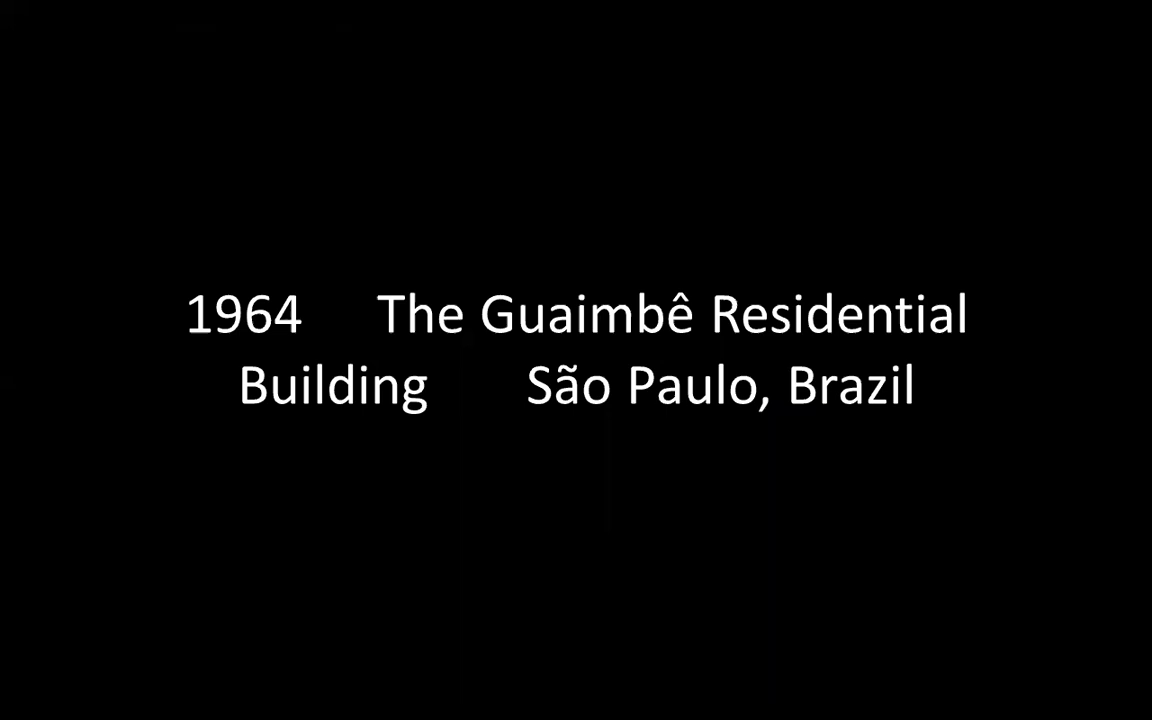 1964 The Guaimbê Residential
Building São Paulo, Brazil